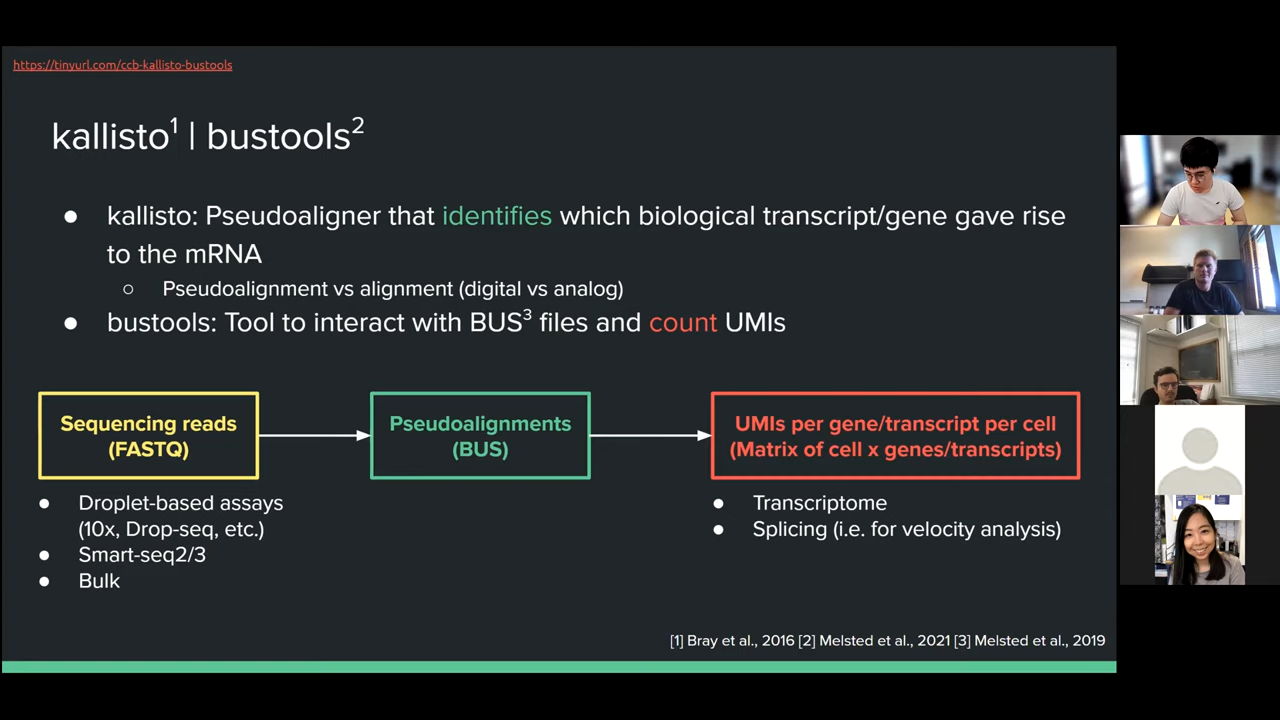 https://tinyurl.com/ccb-kallisto-bustools
kallisto¹ | bustools²
● kallisto: Pseudoaligner that identifies which biological transcript/gene gave rise
to the mRNA
○ Pseudoalignment vs alignment (digital vs analog)
● bustools: Tool to interact with BUS³ files and count UMIs
Sequencing reads
(FASTQ)
Pseudoalignments
(BUS)
UMIs per gene/transcript per cell
(Matrix of cell x genes/transcripts)
● Droplet-based assays
(10x, Drop-seq, etc.)
● Smart-seq2/3
● Bulk
● Transcriptome
● Splicing (i.e. for velocity analysis)
[1] Bray et al., 2016 [2] Melsted et al., 2021 [3] Melsted et al., 2019